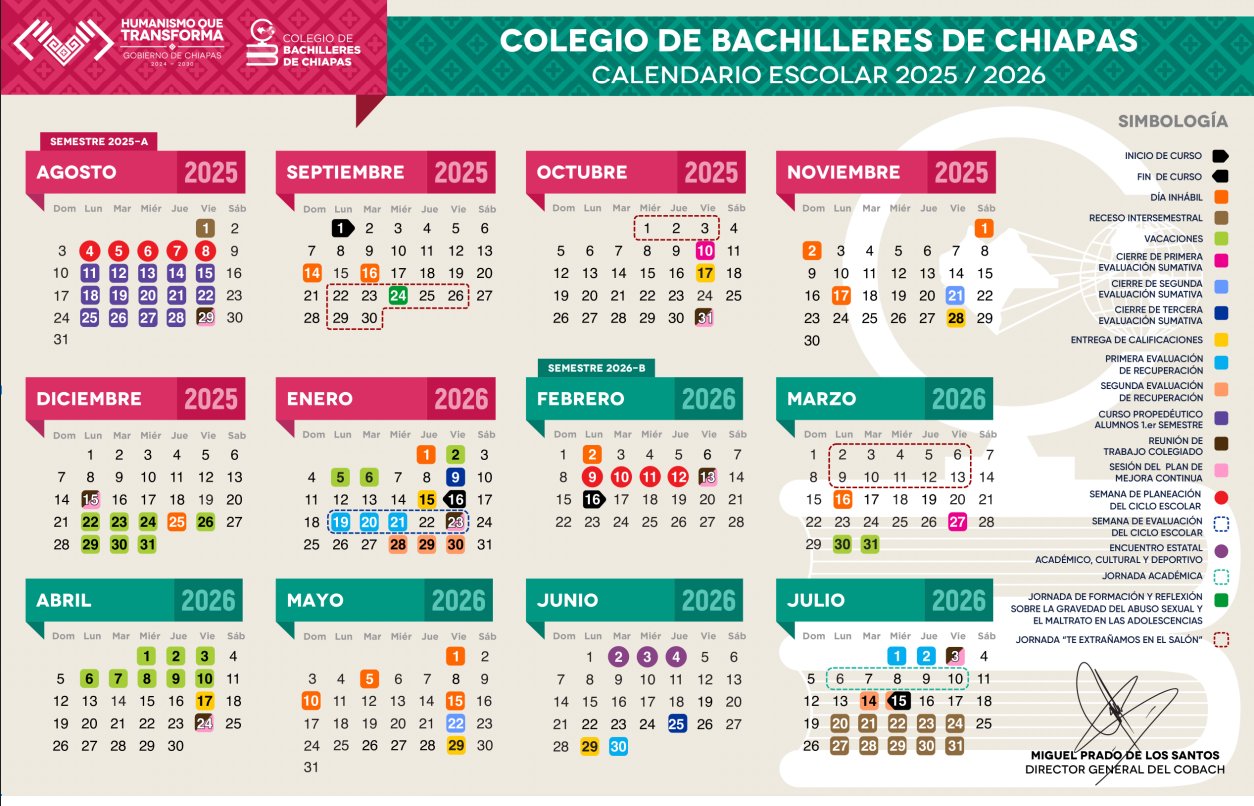 HUMANISMO QUE
TRANSFORMA
GOBIERNO DE CHIAPAS
2024 - 2030
COLEGIO DE
BACHILLERES
DE CHIAPAS
COLEGIO DE BACHILLERES DE CHIAPAS
CALENDARIO ESCOLAR 2025 / 2026
SEMESTRE 2025-A
AGOSTO 2025
Dom Lun Mar Miér Jue Vie Sáb
1 2
3 4 5 6 7 8 9
10 11 12 13 14 15 16
17 18 19 20 21 22 23
24 25 26 27 28 29 30
31
SEPTIEMBRE 2025
Dom Lun Mar Miér Jue Vie Sáb
1 2 3 4 5 6
7 8 9 10 11 12 13
14 15 16 17 18 19 20
21 22 23 24 25 26 27
28 29 30
OCTUBRE 2025
Dom Lun Mar Miér Jue Vie Sáb
1 2 3 4
5 6 7 8 9 10 11
12 13 14 15 16 17 18
19 20 21 22 23 24 25
26 27 28 29 30 31
NOVIEMBRE 2025
Dom Lun Mar Miér Jue Vie Sáb
1
2 3 4 5 6 7 8
9 10 11 12 13 14 15
16 17 18 19 20 21 22
23 24 25 26 27 28 29
30
DICIEMBRE 2025
Dom Lun Mar Miér Jue Vie Sáb
1 2 3 4 5 6
7 8 9 10 11 12 13
14 15 16 17 18 19 20
21 22 23 24 25 26 27
28 29 30 31
ENERO 2026
Dom Lun Mar Miér Jue Vie Sáb
1 2 3
4 5 6 7 8 9 10
11 12 13 14 15 16 17
18 19 20 21 22 23 24
25 26 27 28 29 30 31
SEMESTRE 2026-B
FEBRERO 2026
Dom Lun Mar Miér Jue Vie Sáb
1 2 3 4 5 6 7
8 9 10 11 12 13 14
15 16 17 18 19 20 21
22 23 24 25 26 27 28
MARZO 2026
Dom Lun Mar Miér Jue Vie Sáb
1 2 3 4 5 6 7
8 9 10 11 12 13 14
15 16 17 18 19 20 21
22 23 24 25 26 27 28
29 30 31
ABRIL 2026
Dom Lun Mar Miér Jue Vie Sáb
1 2 3 4
5 6 7 8 9 10 11
12 13 14 15 16 17 18
19 20 21 22 23 24 25
26 27 28 29 30
MAYO 2026
Dom Lun Mar Miér Jue Vie Sáb
1 2
3 4 5 6 7 8 9
10 11 12 13 14 15 16
17 18 19 20 21 22 23
24 25 26 27 28 29 30
31
JUNIO 2026
Dom Lun Mar Miér Jue Vie Sáb
1 2 3 4 5 6
7 8 9 10 11 12 13
14 15 16 17 18 19 20
21 22 23 24 25 26 27
28 29 30
JULIO 2026
Dom Lun Mar Miér Jue Vie Sáb
1 2 3 4
5 6 7 8 9 10 11
12 13 14 15 16 17 18
19 20 21 22 23 24 25
26 27 28 29 30 31
SIMBOLOGÍA
INICIO DE CURSO
FIN DE CURSO
DÍA INHÁBIL
RECESO INTERSEMESTRAL
VACACIONES
CIERRE DE PRIMERA
EVALUACIÓN SUMATIVA
CIERRE DE SEGUNDA
EVALUACIÓN SUMATIVA
CIERRE DE TERCERA
EVALUACIÓN SUMATIVA
ENTREGA DE CALIFICACIONES
PRIMERA EVALUACIÓN
DE RECUPERACIÓN
SEGUNDA EVALUACIÓN
DE RECUPERACIÓN
CURSO PROPEDÉUTICO
ALUMNOS 1.er SEMESTRE
REUNIÓN DE
TRABAJO COLEGIADO
SESIÓN DEL PLAN DE
MEJORA CONTINUA
SEMANA DE PLANEACIÓN
DEL CICLO ESCOLAR
SEMANA DE EVALUACIÓN
DEL CICLO ESCOLAR
ENCUENTRO ESTATAL
ACADÉMICO, CULTURAL Y DEPORTIVO
JORNADA ACADÉMICA
JORNADA DE FORMACIÓN Y REFLEXIÓN
SOBRE LA GRAVEDAD DEL ABUSO SEXUAL Y
EL MALTRATO EN LAS ADOLESCENCIAS
JORNADA "TE EXTRAÑAMOS EN EL SALÓN"
MIGUEL PRADO DE LOS SANTOS
DIRECTOR GENERAL DEL COBACH